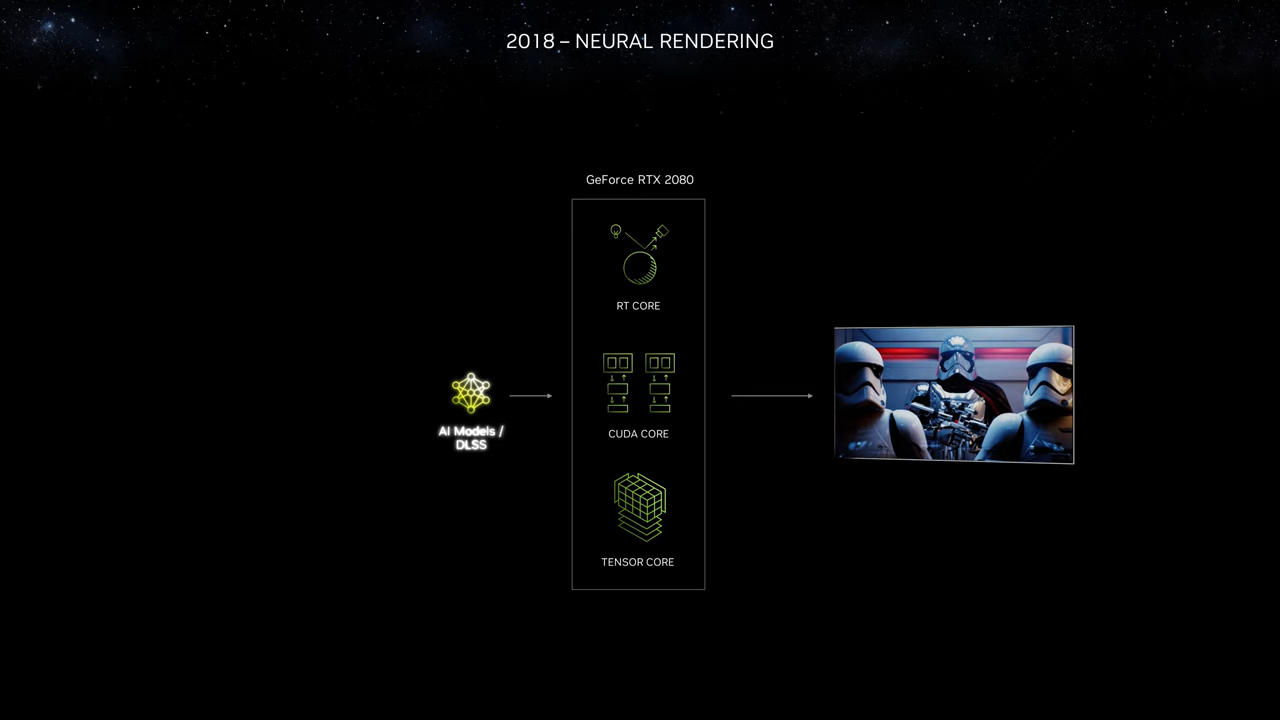 2018 – NEURAL RENDERING
GeForce RTX 2080
RT CORE
AI Models /
DLSS
CUDA CORE
TENSOR CORE